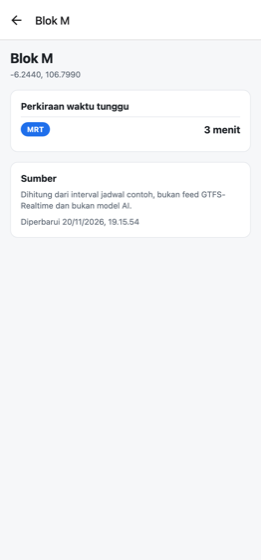 Blok M
Blok M
-6.2440, 106.7990
Perkiraan waktu tunggu
MRT
3 menit
Sumber
Dihitung dari interval jadwal contoh, bukan feed GTFS-
Realtime dan bukan model AI.
Diperbarui 20/11/2026, 19.15.54